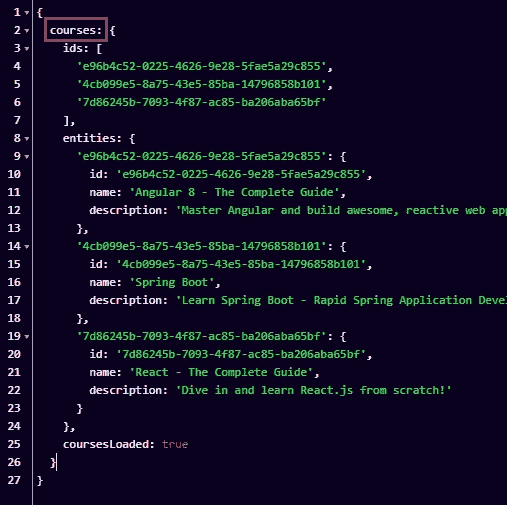 1 {
2 courses: {
3 ids: [
4 'e96b4c52-0225-4626-9e28-5fae5a29c855',
5 '4cb099e5-8a75-43e5-85ba-14796858b101',
6 '7d86245b-7093-4f87-ac85-ba206aba65bf'
7 ],
8 entities: {
9 'e96b4c52-0225-4626-9e28-5fae5a29c855': {
10 id: 'e96b4c52-0225-4626-9e28-5fae5a29c855',
11 name: 'Angular 8 - The Complete Guide',
12 description: 'Master Angular and build awesome, reactive web app
13 },
14 '4cb099e5-8a75-43e5-85ba-14796858b101': {
15 id: '4cb099e5-8a75-43e5-85ba-14796858b101',
16 name: 'Spring Boot',
17 description: 'Learn Spring Boot - Rapid Spring Application Deve
18 },
19 '7d86245b-7093-4f87-ac85-ba206aba65bf': {
20 id: '7d86245b-7093-4f87-ac85-ba206aba65bf',
21 name: 'React - The Complete Guide',
22 description: 'Dive in and learn React.js from scratch!'
23 }
24 },
25 coursesLoaded: true
26 }
27 }